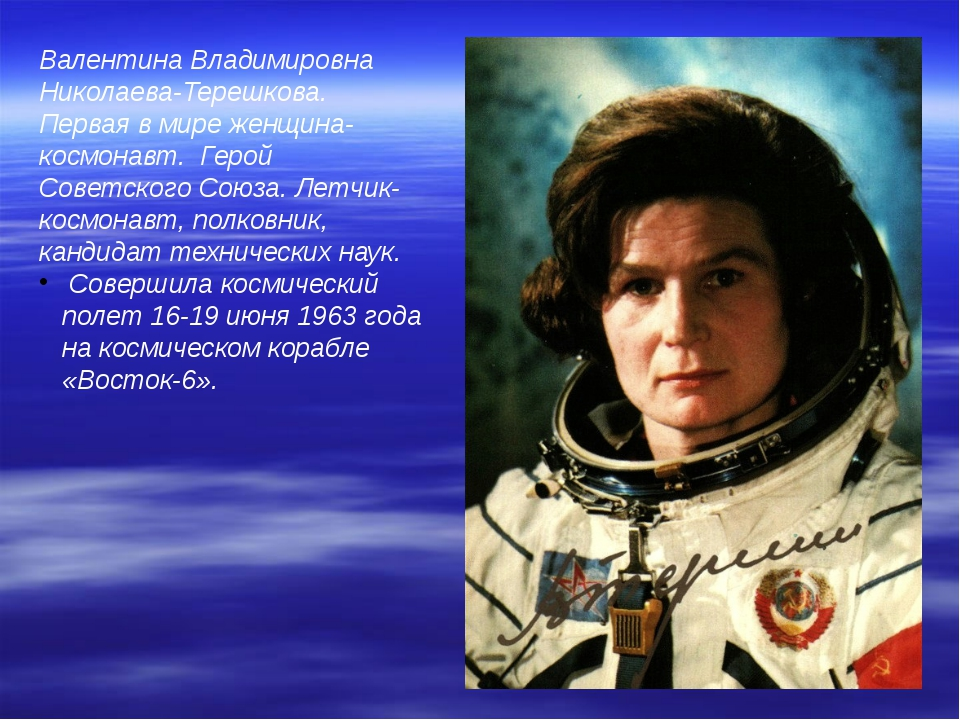 Валентина Владимировна
Николаева-Терешкова.
Первая в мире женщина-
космонавт. Герой
Советского Союза. Летчик-
космонавт, полковник,
кандидат технических наук.
• Совершила космический
полет 16-19 июня 1963 года
на космическом корабле
«Восток-6».